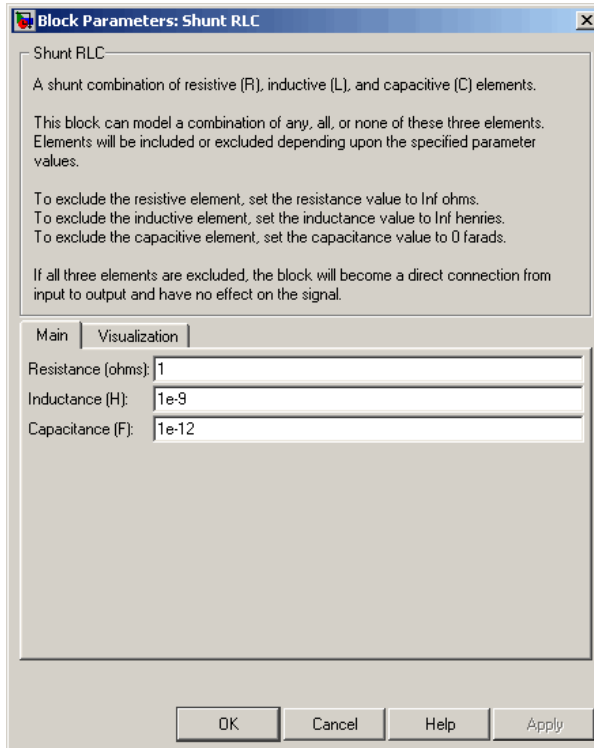 Block Parameters: Shunt RLC
Shunt RLC
A shunt combination of resistive (R), inductive (L), and capacitive (C) elements.
This block can model a combination of any, all, or none of these three elements.
Elements will be included or excluded depending upon the specified parameter
values.
To exclude the resistive element, set the resistance value to Inf ohms.
To exclude the inductive element, set the inductance value to Inf henries.
To exclude the capacitive element, set the capacitance value to 0 farads.
If all three elements are excluded, the block will become a direct connection from
input to output and have no effect on the signal.
Main Visualization
Resistance (ohms): 1
Inductance (H): 1e-9
Capacitance (F): 1e-12
OK Cancel Help Apply